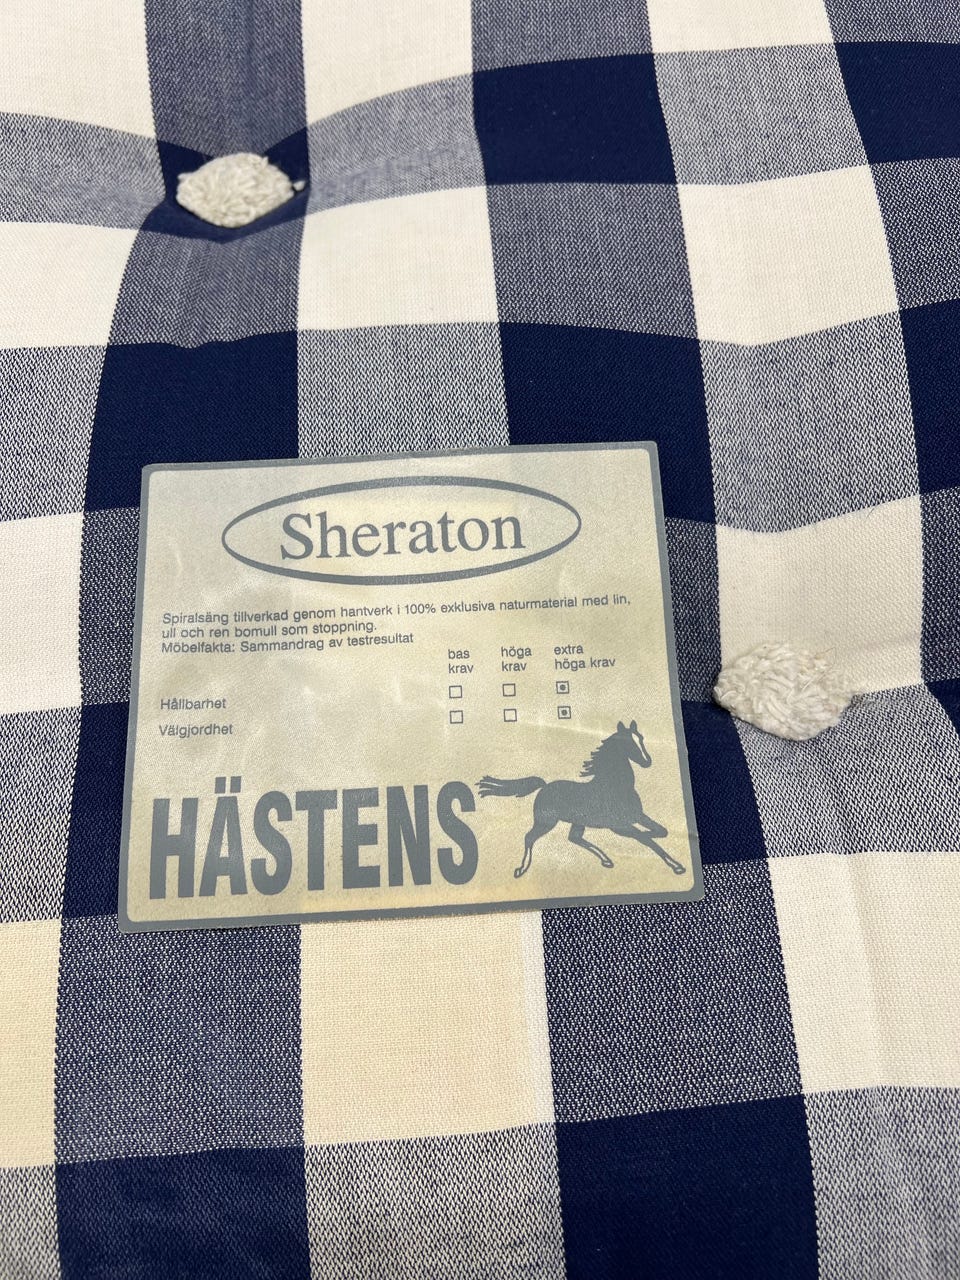 Sheraton
Spiralsäng tillverkad genom hantverk i 100% exklusiva naturmaterial med lin,
ull och ren bomull som stoppning.
Möbelfakta: Sammandrag av testresultat
bas höga extra
krav krav höga krav
Hållbarhet
Välgjordhet
HÄSTENS